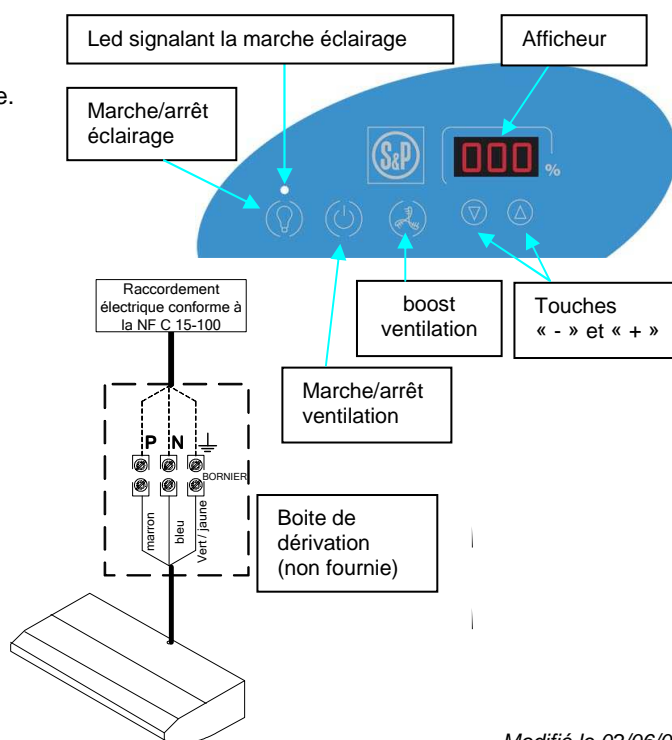 Led signalant la marche éclairage
Afficheur
e.
Marche/arrêt
éclairage
S&P
000
%
Raccordement
électrique conforme à
la NF C 15-100
boost
ventilation
Touches
« - » et « + »
Marche/arrêt
ventilation
P N
BORNIER
marron
bleu
Vert / jaune
Boite de
dérivation
(non fournie)